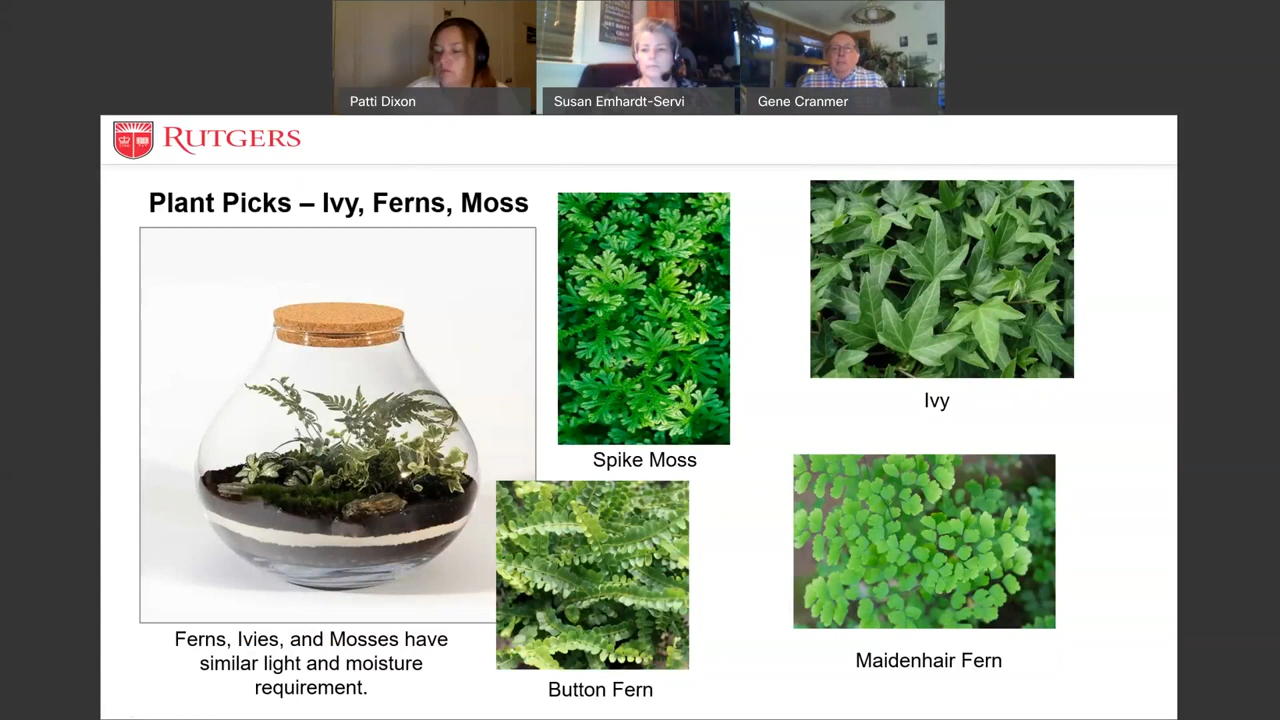 Patti Dixon
Susan Emhardt-Servi
Gene Cranmer
RUTGERS
Plant Picks – Ivy, Ferns, Moss
Spike Moss
Ivy
Ferns, Ivies, and Mosses have
similar light and moisture
requirement.
Button Fern
Maidenhair Fern